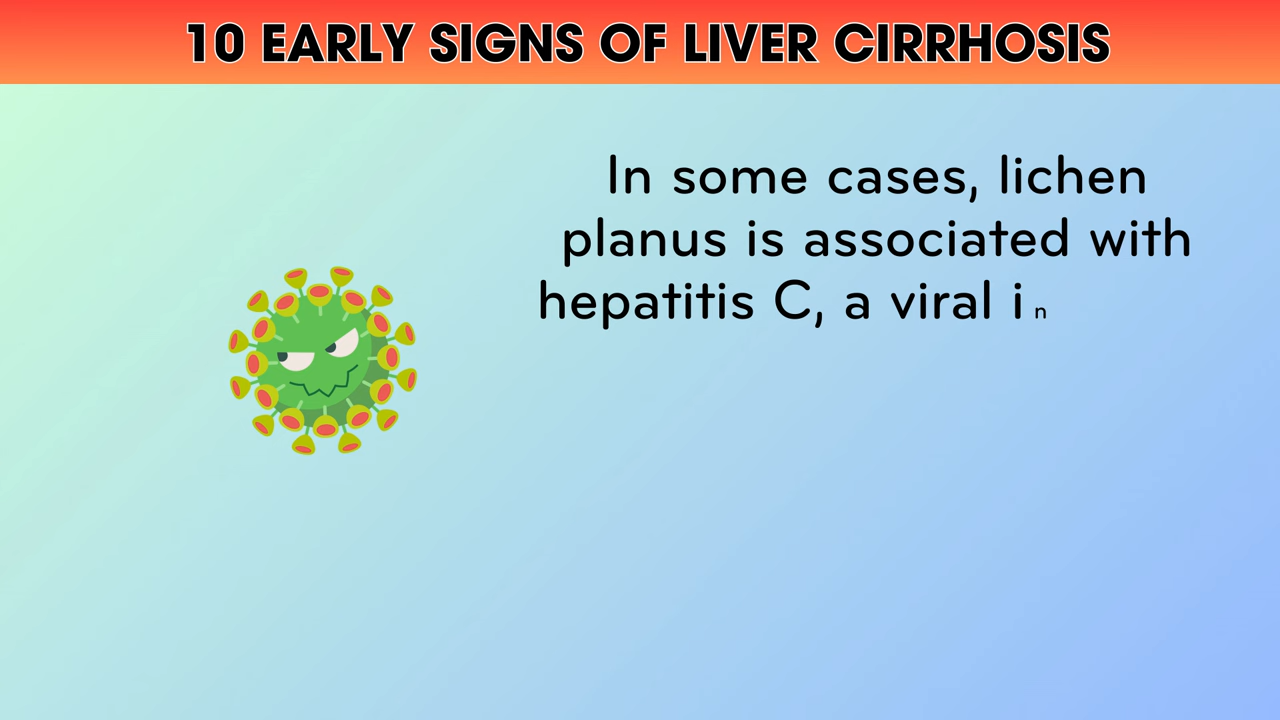 10 EARLY SIGNS OF LIVER CIRRHOSIS
In some cases, lichen
planus is associated with
hepatitis C, a viral in